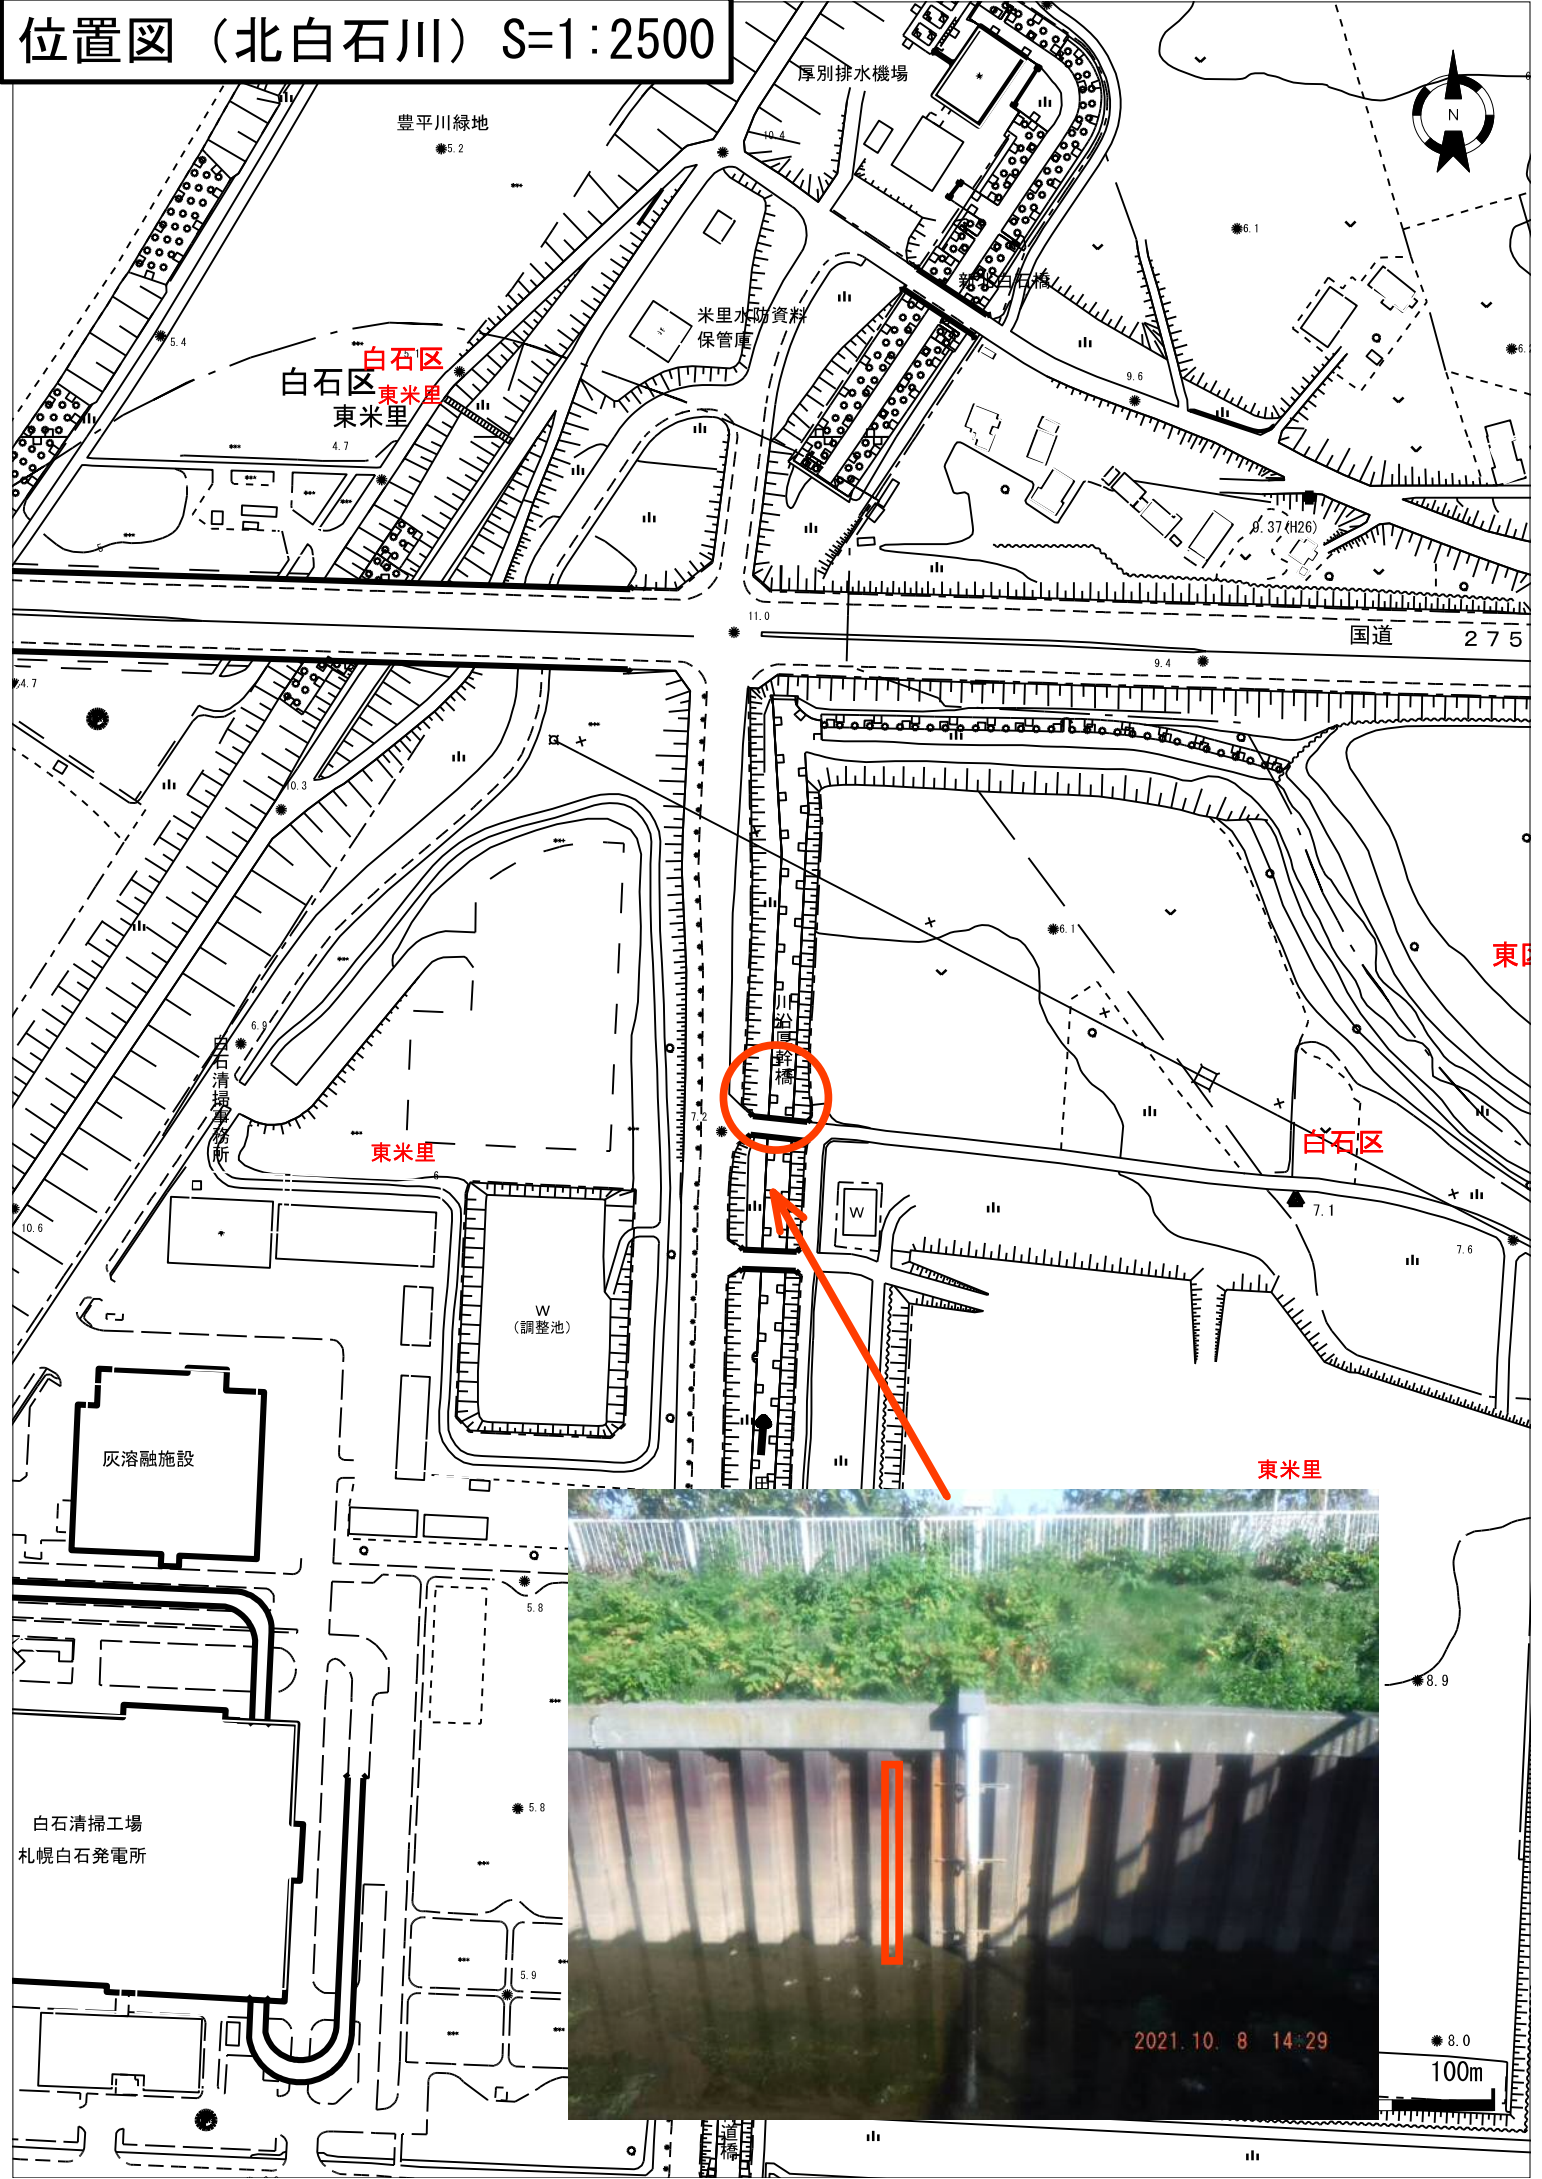 位置図（北白石川）S=1:2500
厚別排水機場
豊平川緑地
5.2
10.4
N
6.1
新北白石橋
米里水防資料
保管庫
5.4
白石区
白石区
東米里
東米里
4.7
9.6
9.37(H26)
5
11.0
国道 275
9.4
4.7
10.3
6.1
東区
川沿厚幹橋
6.9
白石清掃事務所
7.2
東米里
白石区
6
10.6
W
7.1
7.6
W
(調整池)
灰溶融施設
東米里
5.8
8.9
白石清掃工場
札幌白石発電所
5.8
5.9
2021.10. 8 14:29
8.0
100m
道橋